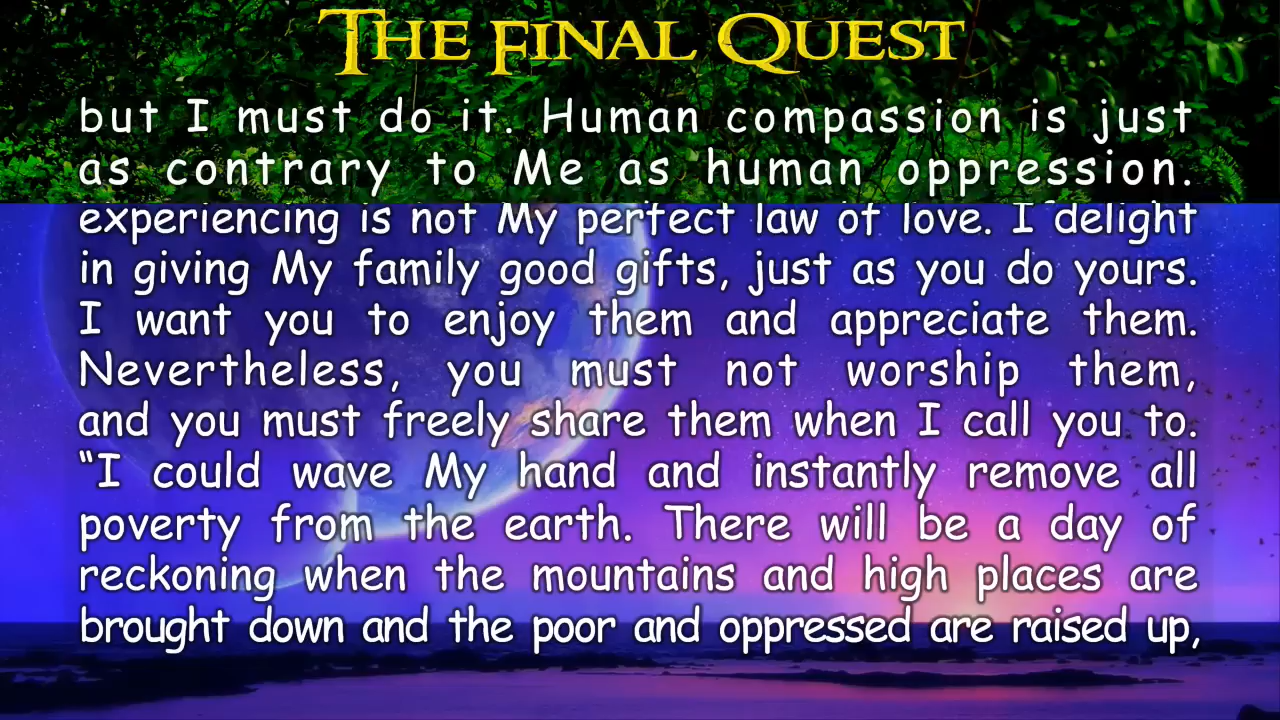 THE FINAL QUEST
but I must do it. Human compassion is just
as contrary to Me as human oppression.
experiencing is not My perfect law of love. I delight
in giving My family good gifts, just as you do yours.
I want you to enjoy them and appreciate them.
Nevertheless, you must not worship them,
and you must freely share them when I call you to.
“I could wave My hand and instantly remove all
poverty from the earth. There will be a day of
reckoning when the mountains and high places are
brought down and the poor and oppressed are raised up,